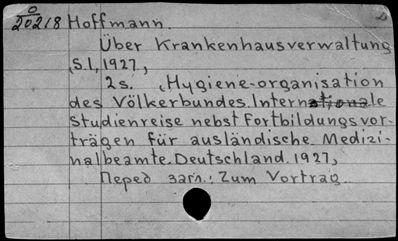 0
20218 Hoffmann.
Über Krankenhausverwaltung
S.l, 1927,
2s. (Hygiene-organisation
des Völkerbundes. Internationale
Studienreise nebst Fortbildungsvor-
trägen für ausländische Medizi-
nalbeamte. Deutschland. 1927,
Перед загл.: Zum Vortrag